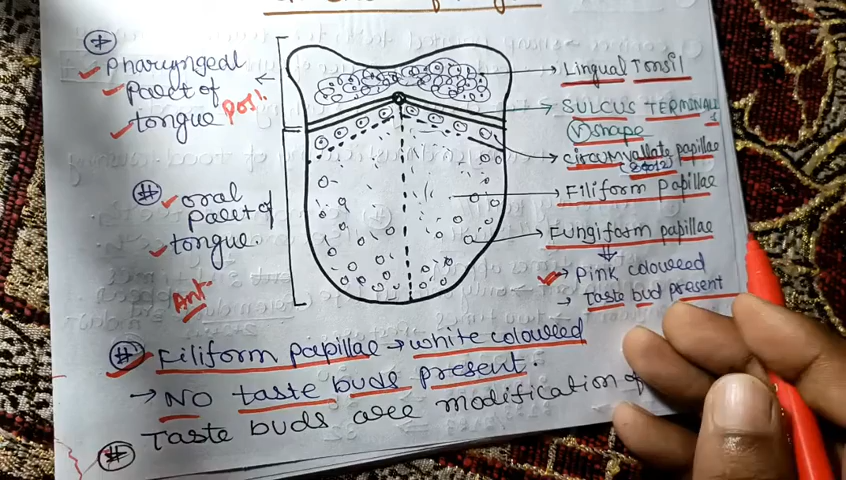 Pharyngeal
Part of
tongue
Post.
oral
Part of
tongue.
Ant.
Lingual Tonsil
SULCUS TERMINALIS
V shape
circumvallate papillae
Filiform Papillae
Fungiform papillae
→ Pink coloured
→ Taste bud present
# Filiform papillae → white coloured
→ NO taste buds present.
# Taste buds are modification of